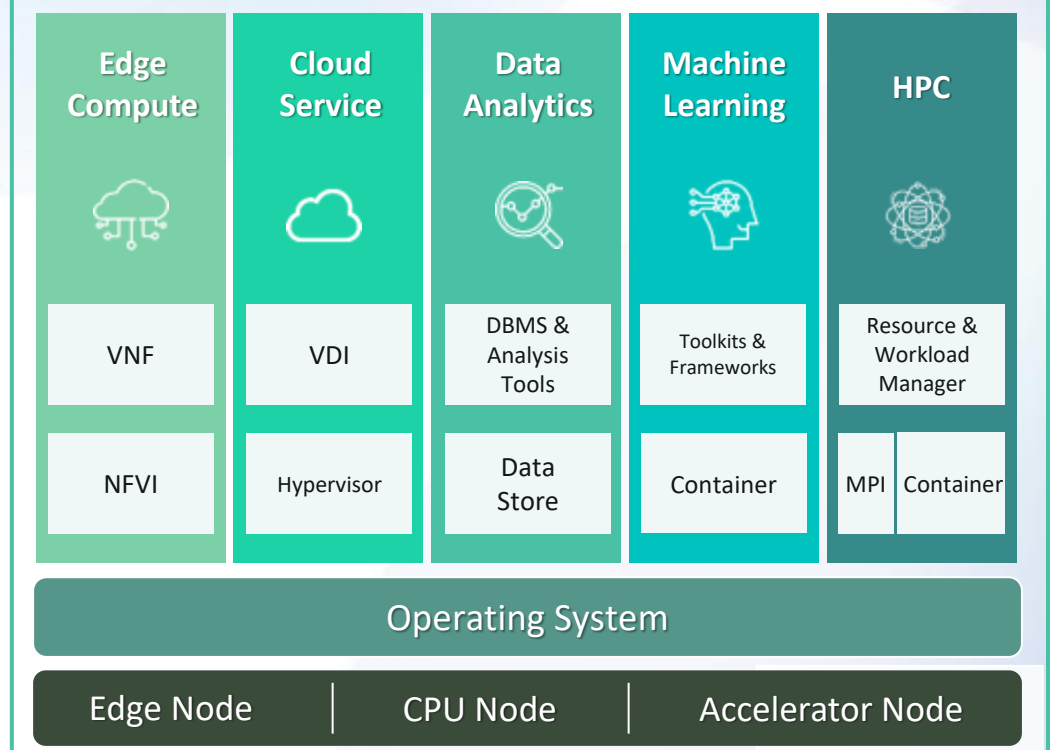 Edge
Compute
Cloud
Service
Data
Analytics
Machine
Learning
HPC
VNF
VDI
DBMS &
Analysis
Tools
Toolkits &
Frameworks
Resource &
Workload
Manager
NFVI
Hypervisor
Data
Store
Container
MPI
Container
Operating System
Edge Node
CPU Node
Accelerator Node